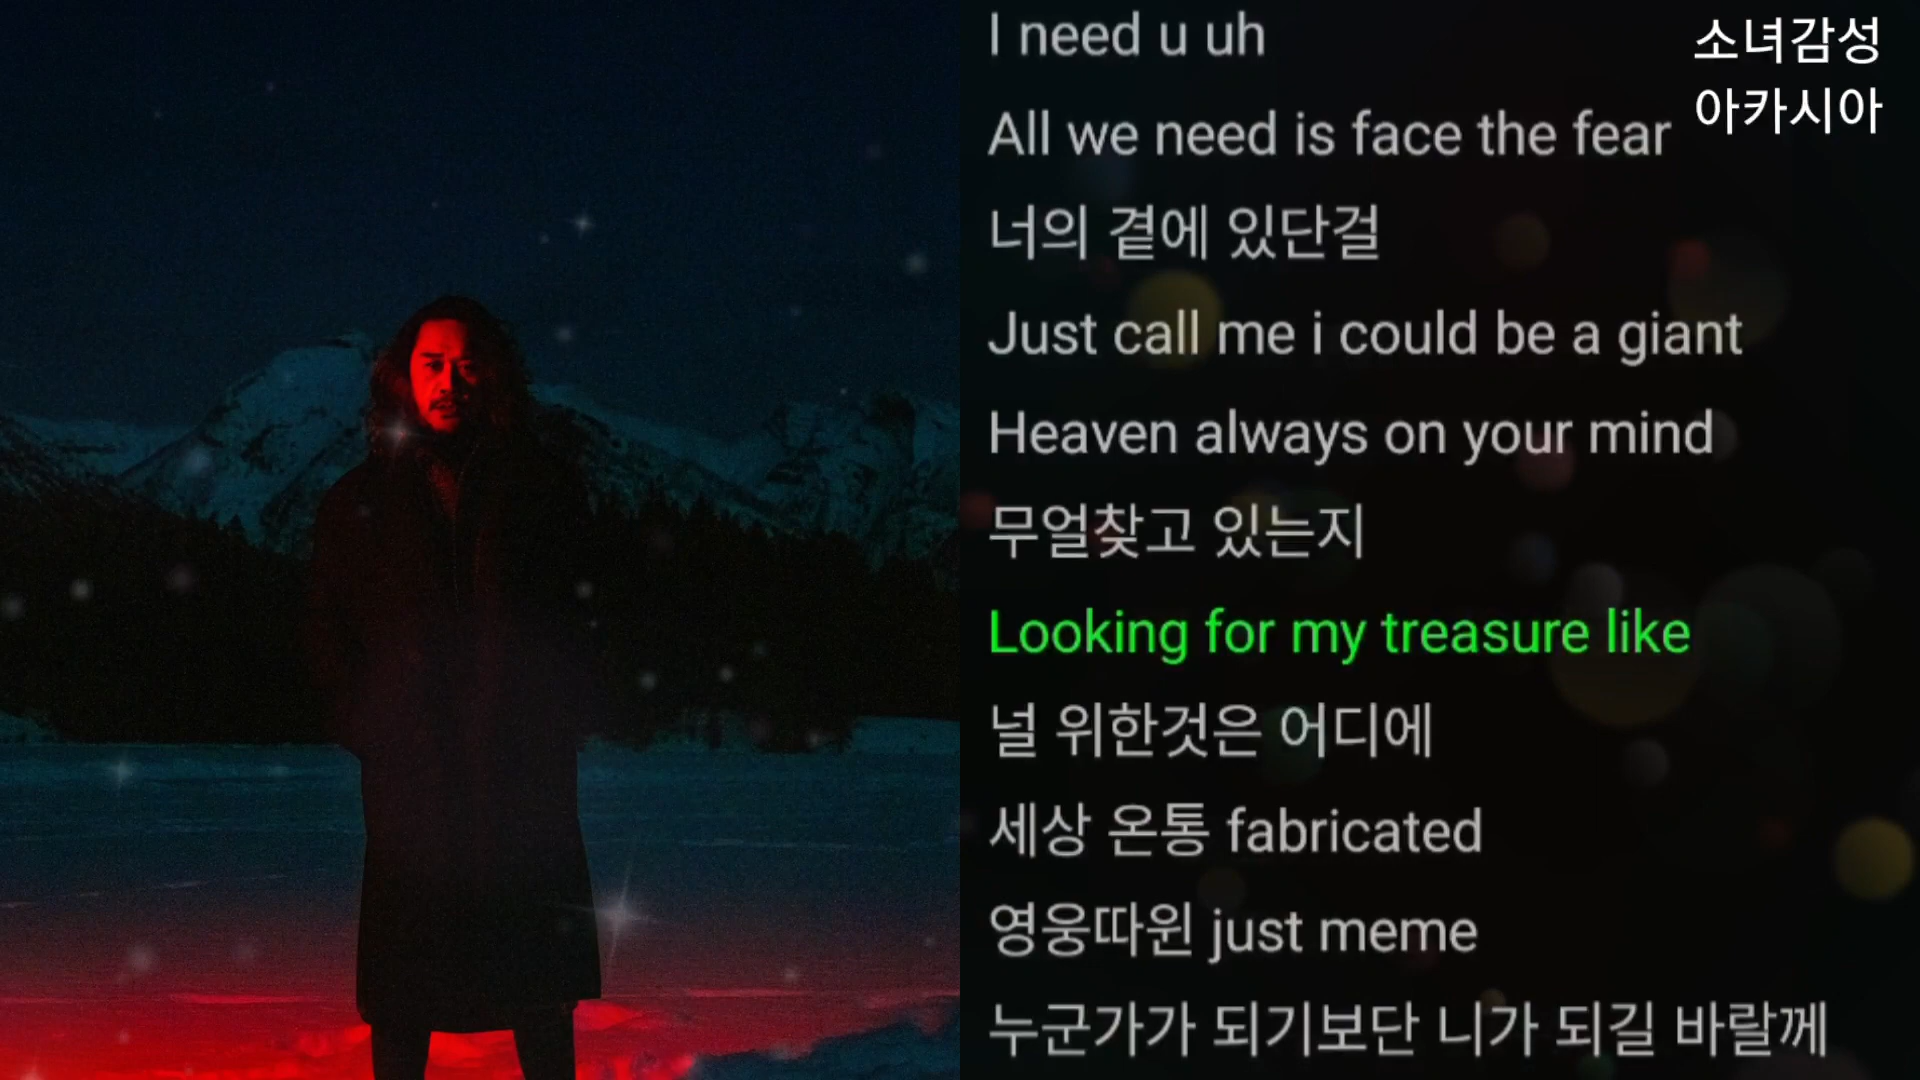 I need u uh
소녀감성
아카시아
All we need is face the fear
너의 곁에 있단걸
Just call me i could be a giant
Heaven always on your mind
무얼찾고 있는지
Looking for my treasure like
널 위한것은 어디에
세상 온통 fabricated
영웅따윈 just meme
누군가가 되기보단 니가 되길 바랄께